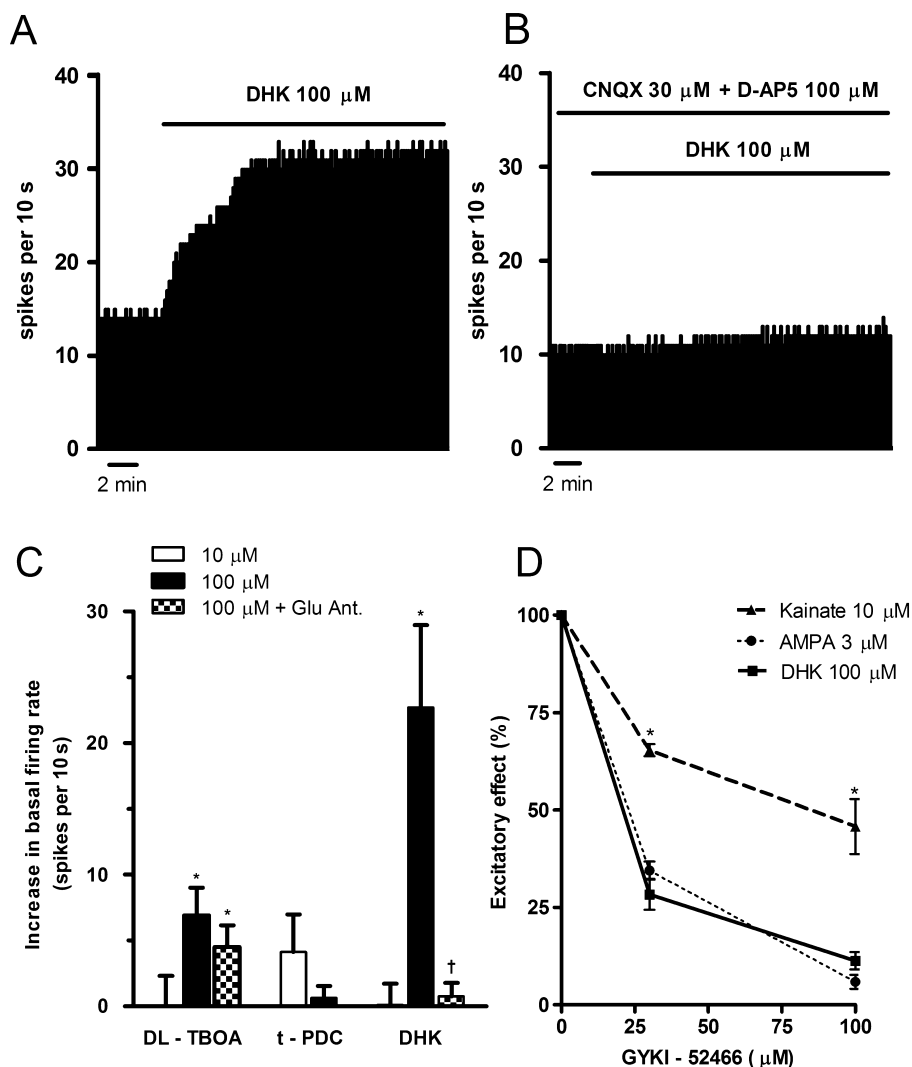 A
40
30
20
10
0
spikes per 10 s
DHK 100 μM
2 min
B
40
30
20
10
0
spikes per 10 s
CNQX 30 μM + D-AP5 100 μM
DHK 100 μM
2 min
C
10 μM
100 μM
100 μM + Glu Ant.
30
20
10
0
Increase in basal firing rate
(spikes per 10 s)
*
*
*
†
DL - TBOA
t - PDC
DHK
D
Kainate 10 μM
AMPA 3 μM
DHK 100 μM
100
75
50
25
0
Excitatory effect (%)
*
*
0
25
50
75
100
GYKI - 52466 ( μM)